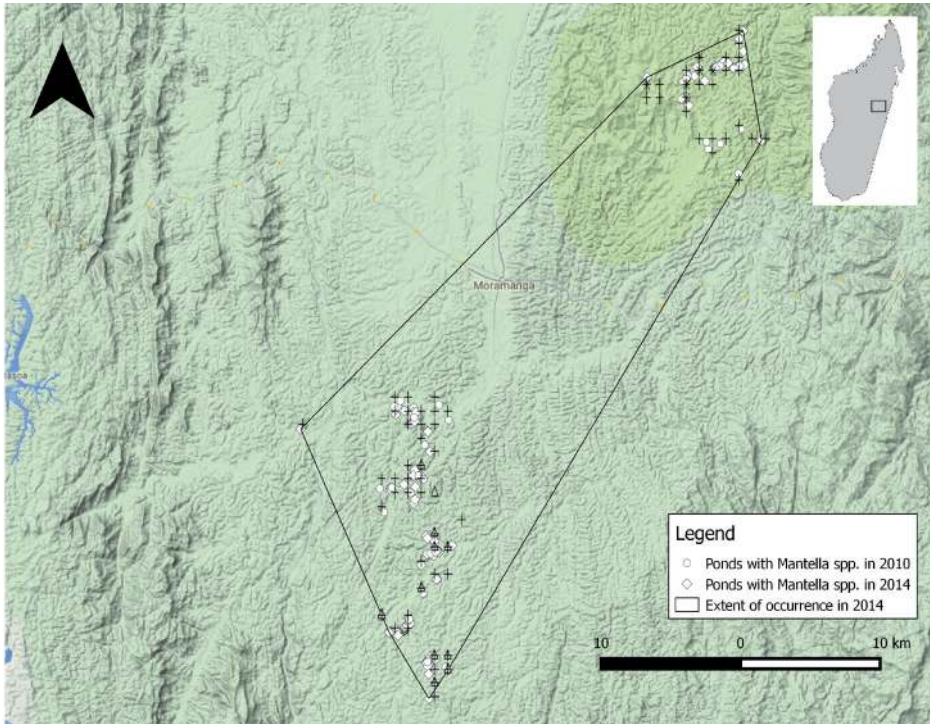 Moramanga
Legend
Ponds with Mantella spp. in 2010
Ponds with Mantella spp. in 2014
Extent of occurrence in 2014
10 0 10 km